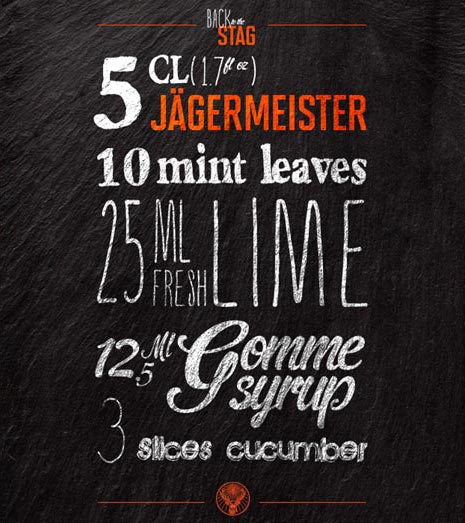 BACK to the
STAG
5 CL (1.7 fl oz)
JÄGERMEISTER
10 mint leaves
25 ML FRESH LIME
12,5 Ml Gomme syrup
3 slices cucumber